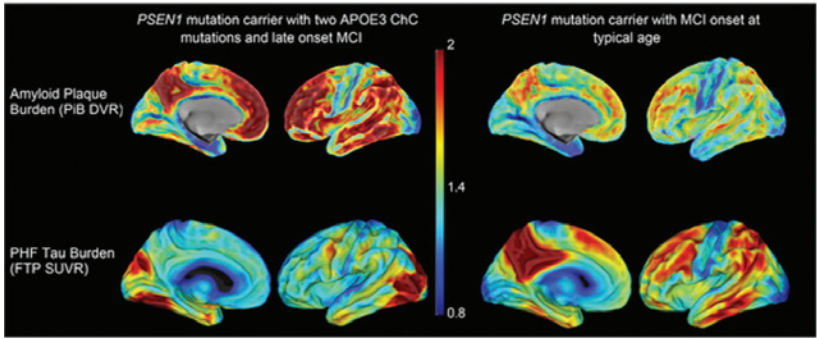 PSEN1 mutation carrier with two APOE3 ChC
mutations and late onset MCI
PSEN1 mutation carrier with MCI onset at
typical age
2
Amyloid Plaque
Burden (PiB DVR)
1.4
PHF Tau Burden
(FTP SUVR)
0.8